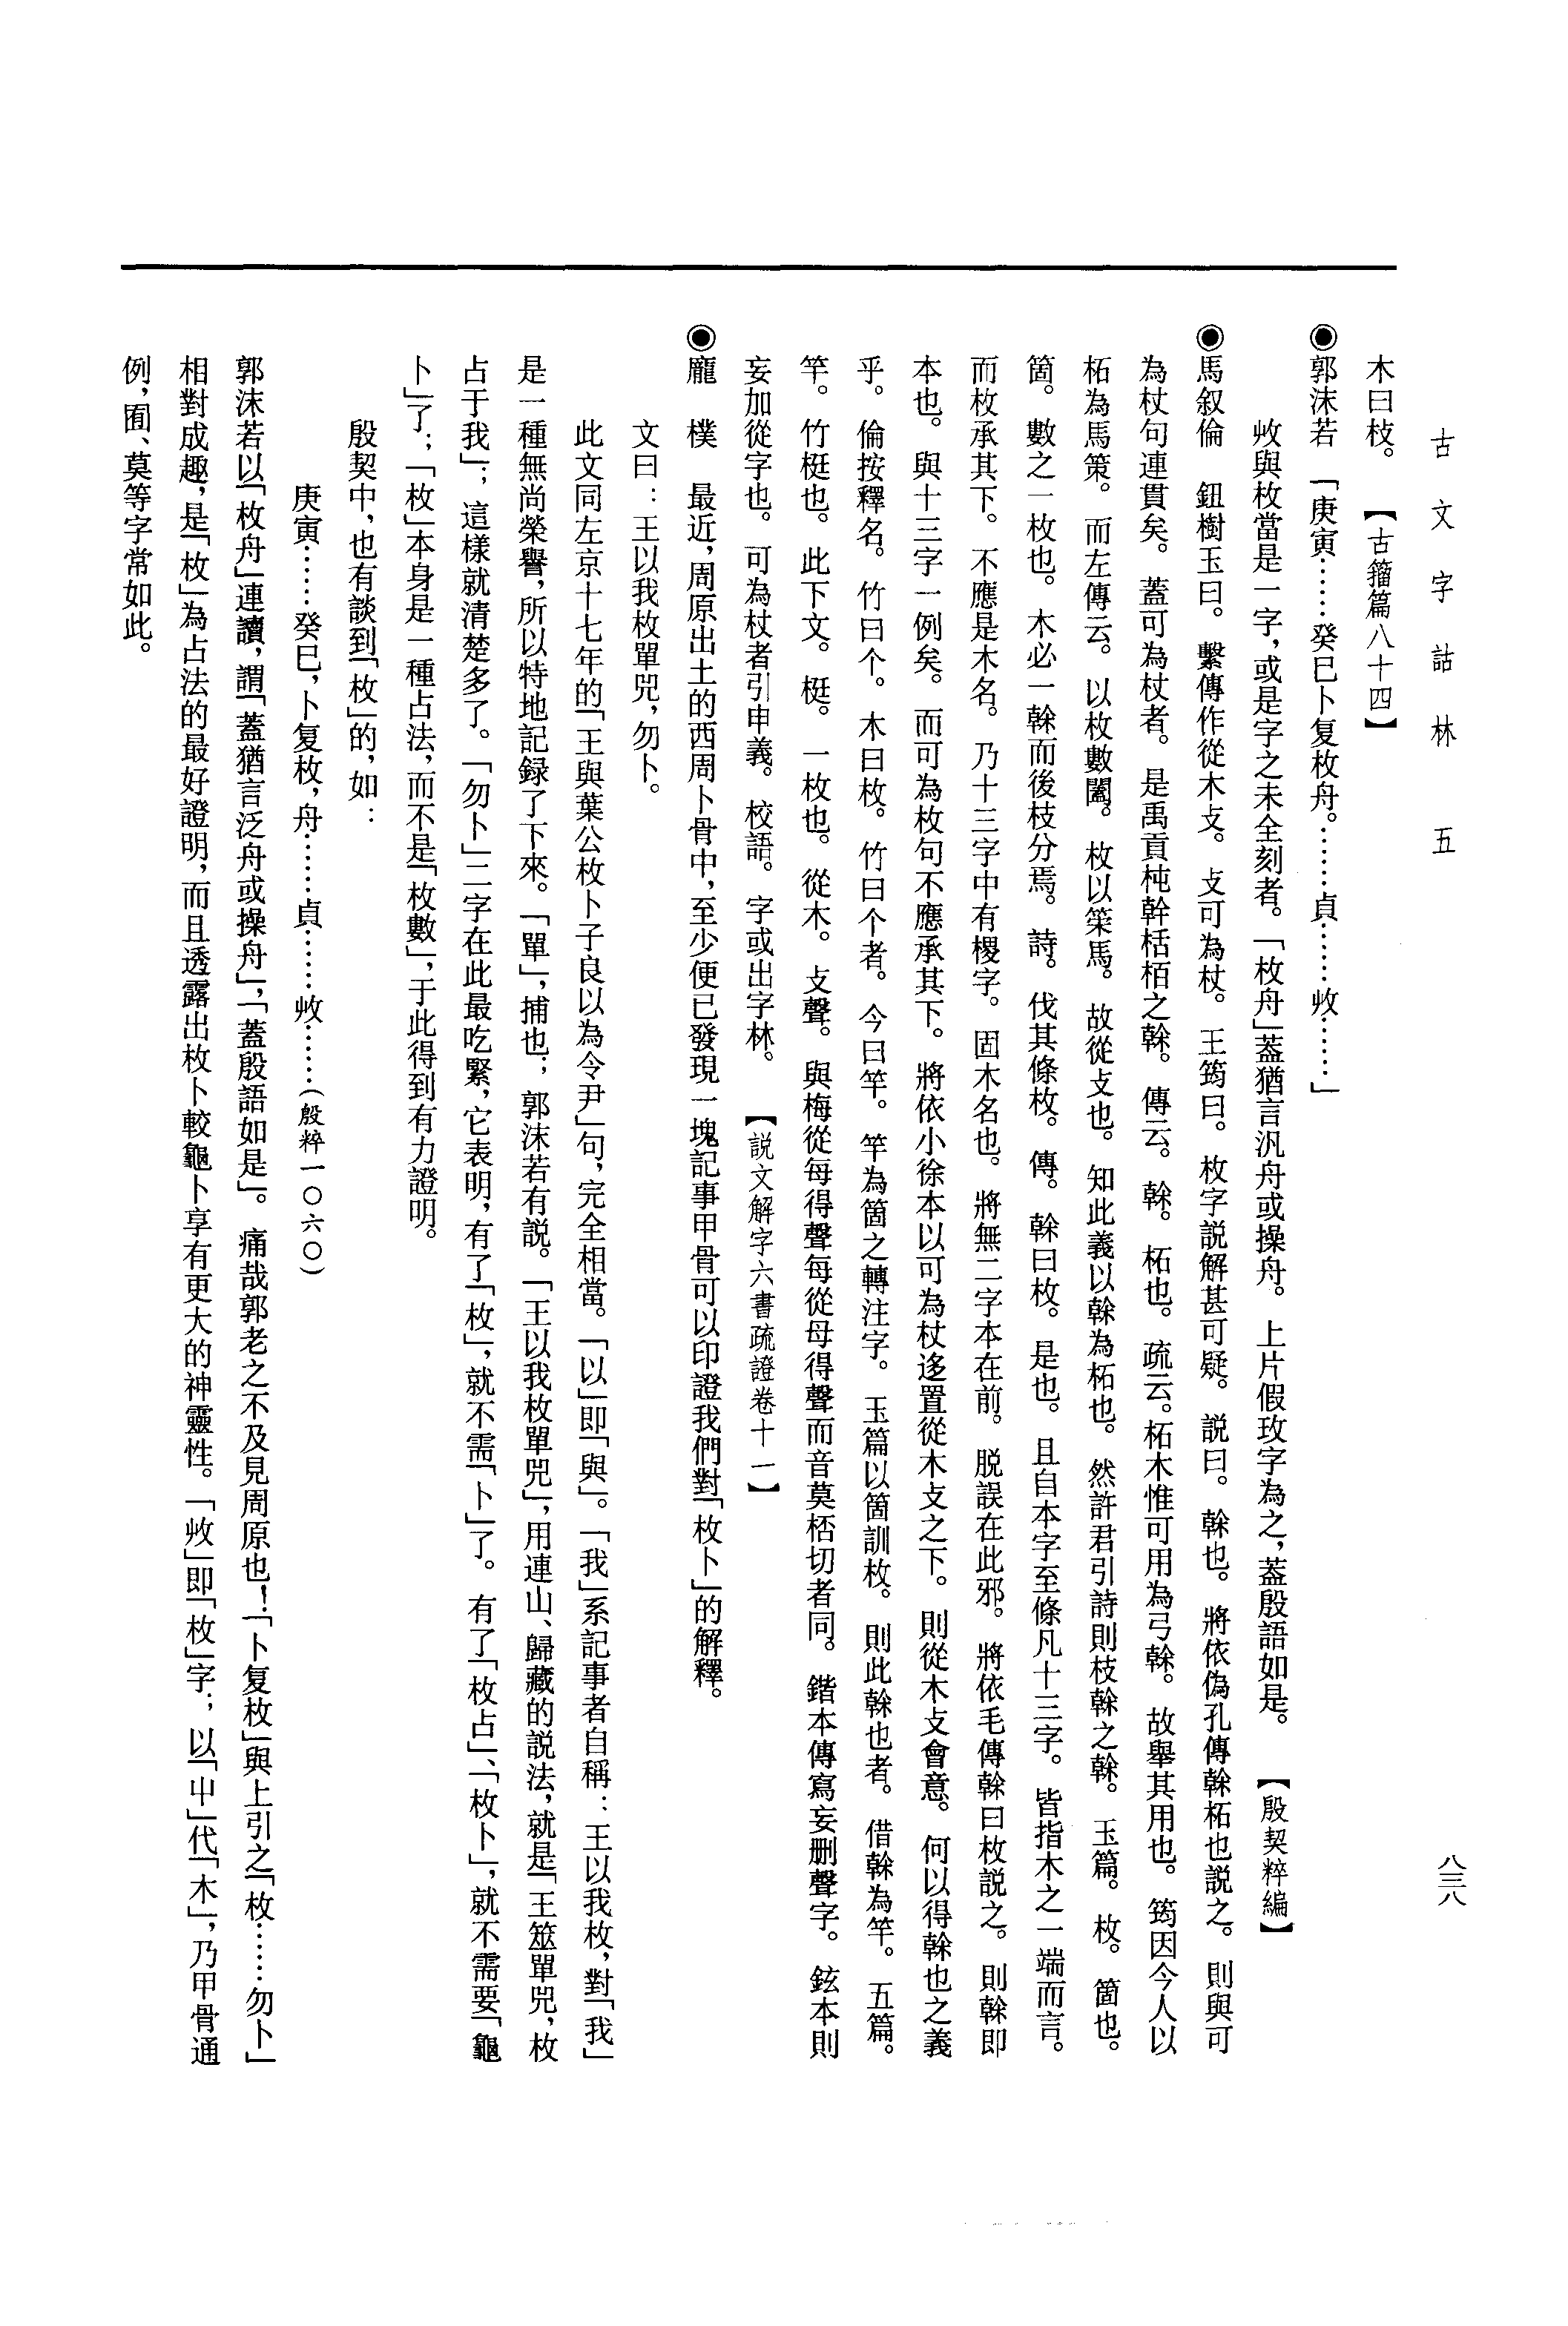 古文字詁林 五
八三八
木曰枝。 【古籀篇八十四】
◉郭沫若 「庚寅……癸巳卜复枚舟。……貞……𢻱……」
𢻱與枚當是一字，或是字之未全刻者。「枚舟」蓋猶言汎舟或操舟。上片假玫字為之，蓋殷語如是。 【殷契粹編】
◉馬叙倫 鈕樹玉曰。繫傳作從木攴。攴可為杖。王筠曰。枚字説解甚可疑。説曰。榦也。將依偽孔傳榦柘也説之。則與可
為杖句連貫矣。蓋可為杖者。是禹貢杶幹栝栢之榦。傳云。榦。柘也。疏云。柘木惟可用為弓榦。故舉其用也。筠因今人以
柘為馬策。而左傳云。以枚數闔。枚以筞馬。故從攴也。知此義以榦為柘也。然許君引詩則枝榦之榦。玉篇。枚。箇也。
箇。數之一枚也。木必一榦而後枝分焉。詩。伐其條枚。傳。榦曰枚。是也。且自本字至條凡十三字。皆指木之一端而言。
而枚承其下。不應是木名。乃十三字中有㮨字。固木名也。將無二字本在前。脱誤在此邪。將依毛傳榦曰枚説之。則榦即
本也。與十三字一例矣。而可為枚句不應承其下。將依小徐本以可為杖迻置從木攴之下。則從木攴會意。何以得榦也之義
乎。倫按釋名。竹曰个。木曰枚。竹曰个者。今曰竿。竿為箇之轉注字。玉篇以箇訓枚。則此榦也者。借榦為竿。五篇。
竿。竹梃也。此下文。梃。一枚也。從木。攴聲。與梅從每得聲每從母得聲而音莫桮切者同。鍇本傳寫妄删聲字。鉉本則
妄加從字也。可為杖者引申義。校語。字或出字林。 【説文解字六書疏證卷十一】
◉龐 樸 最近，周原出土的西周卜骨中，至少便已發現一塊記事甲骨可以印證我們對「枚卜」的解釋。
文曰：王以我枚單兕，勿卜。
此文同左京十七年的「王與葉公枚卜子良以為令尹」句，完全相當。「以」即「與」。「我」系記事者自稱：王以我枚，對「我」
是一種無尚榮譽，所以特地記録了下來。「單」，捕也；郭沫若有説。「王以我枚單兕」，用連山、歸藏的説法，就是「王筮單兕，枚
占于我」；這樣就清楚多了。「勿卜」二字在此最吃緊，它表明，有了「枚」，就不需「卜」了。有了「枚占」、「枚卜」，就不需要「龜
卜」了；「枚」本身是一種占法，而不是「枚數」，于此得到有力證明。
殷契中，也有談到「枚」的，如：
庚寅……癸巳，卜复枚，舟……貞……𢻱……（殷粹一〇六〇）
郭沫若以「枚舟」連讀，謂「蓋猶言泛舟或操舟」，「蓋殷語如是」。痛哉郭老之不及見周原也！「卜复枚」與上引之「枚……勿卜」
相對成趣，是「枚」為占法的最好證明，而且透露出枚卜較龜卜享有更大的神靈性。「𢻱」即「枚」字；以「屮」代「木」，乃甲骨通
例，囿、莫等字常如此。